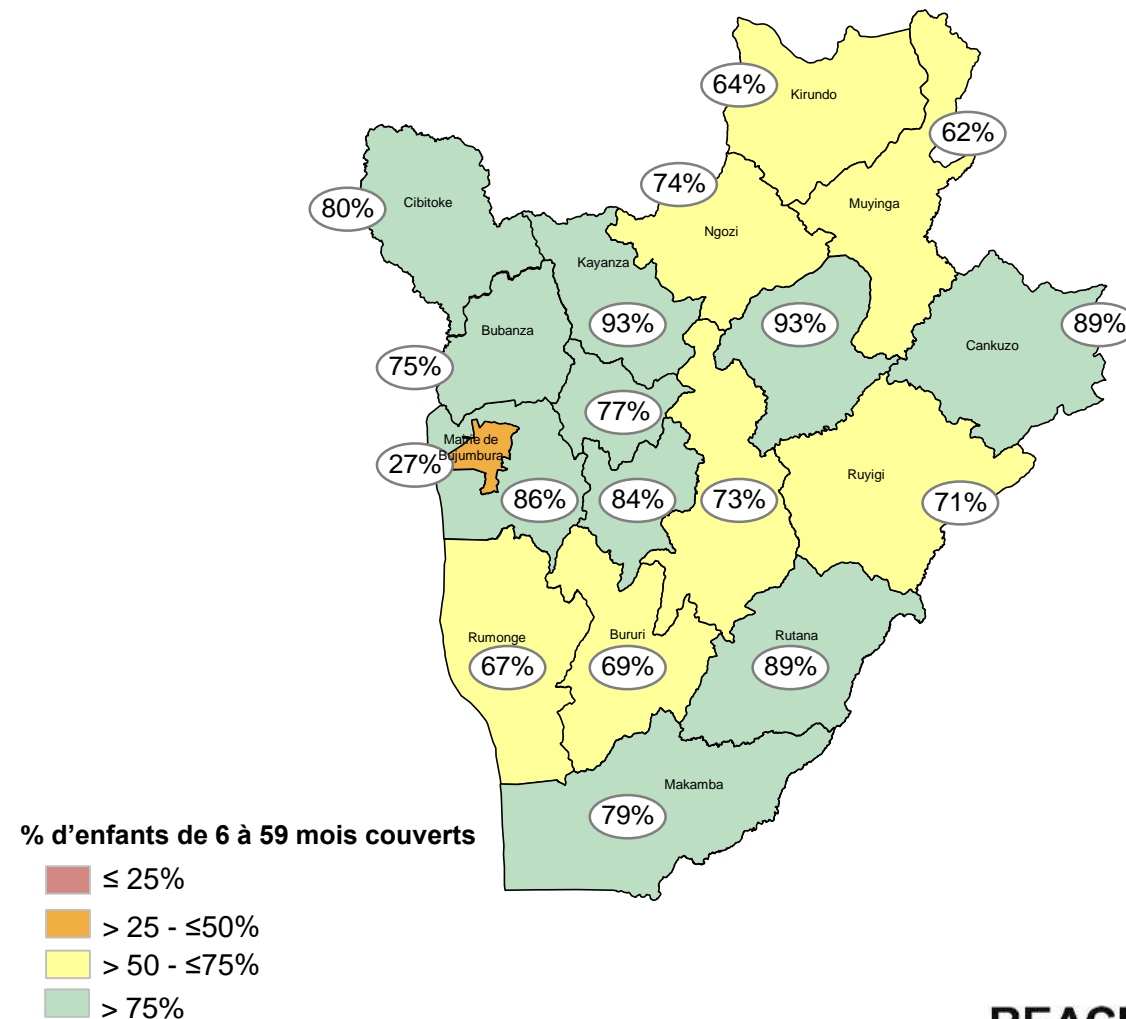 64%
Kirundo
62%
74%
Cibitoke
80%
Muyinga
Ngozi
Kayanza
93%
93%
89%
Bubanza
Cankuzo
75%
77%
Mairie de
Bujumbura
27%
Ruyigi
86%
84%
73%
71%
Rumonge
Bururi
Rutana
67%
69%
89%
Makamba
79%
% d’enfants de 6 à 59 mois couverts
≤ 25%
> 25 - ≤50%
> 50 - ≤75%
> 75%